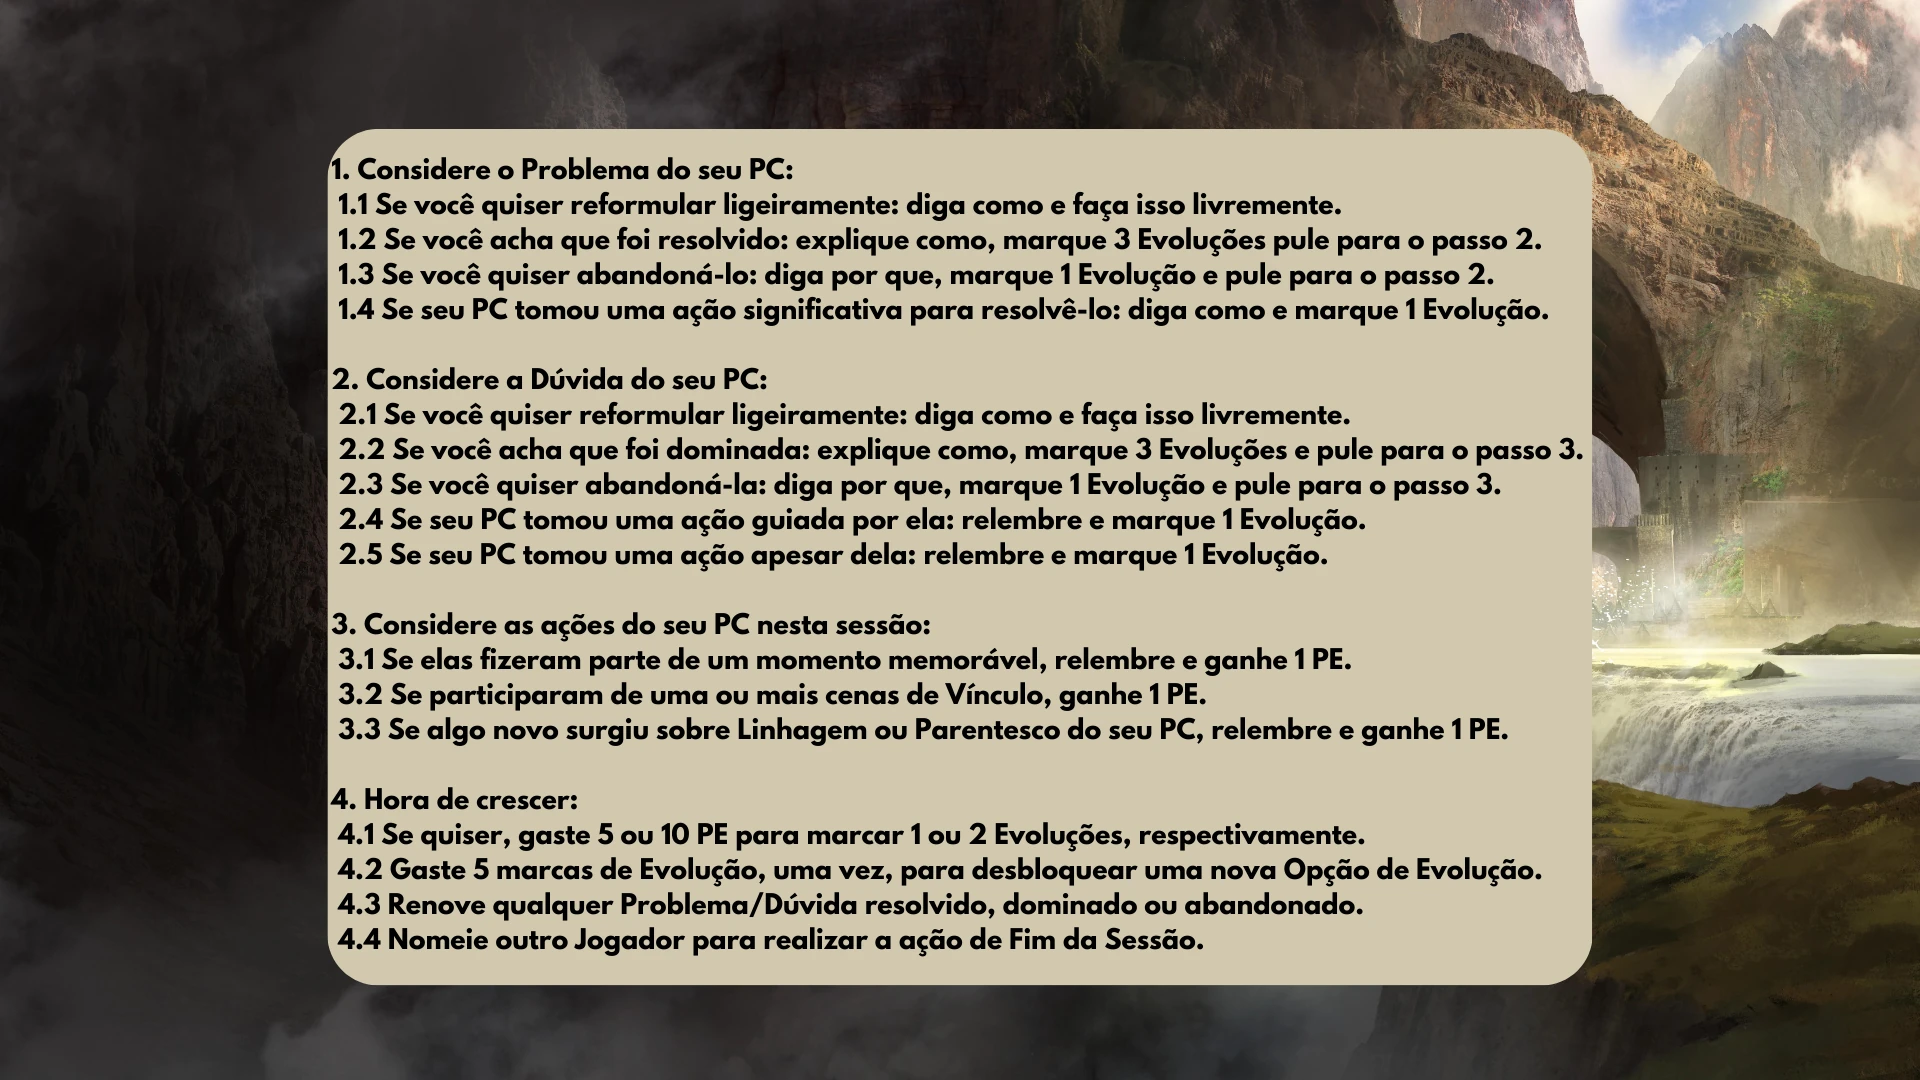 1. Considere o Problema do seu PC:
1.1 Se você quiser reformular ligeiramente: diga como e faça isso livremente.
1.2 Se você acha que foi resolvido: explique como, marque 3 Evoluções pule para o passo 2.
1.3 Se você quiser abandoná-lo: diga por que, marque 1 Evolução e pule para o passo 2.
1.4 Se seu PC tomou uma ação significativa para resolvê-lo: diga como e marque 1 Evolução.
2. Considere a Dúvida do seu PC:
2.1 Se você quiser reformular ligeiramente: diga como e faça isso livremente.
2.2 Se você acha que foi dominada: explique como, marque 3 Evoluções e pule para o passo 3.
2.3 Se você quiser abandoná-la: diga por que, marque 1 Evolução e pule para o passo 3.
2.4 Se seu PC tomou uma ação guiada por ela: relembre e marque 1 Evolução.
2.5 Se seu PC tomou uma ação apesar dela: relembre e marque 1 Evolução.
3. Considere as ações do seu PC nesta sessão:
3.1 Se elas fizeram parte de um momento memorável, relembre e ganhe 1 PE.
3.2 Se participaram de uma ou mais cenas de Vínculo, ganhe 1 PE.
3.3 Se algo novo surgiu sobre Linhagem ou Parentesco do seu PC, relembre e ganhe 1 PE.
4. Hora de crescer:
4.1 Se quiser, gaste 5 ou 10 PE para marcar 1 ou 2 Evoluções, respectivamente.
4.2 Gaste 5 marcas de Evolução, uma vez, para desbloquear uma nova Opção de Evolução.
4.3 Renove qualquer Problema/Dúvida resolvido, dominado ou abandonado.
4.4 Nomeie outro Jogador para realizar a ação de Fim da Sessão.